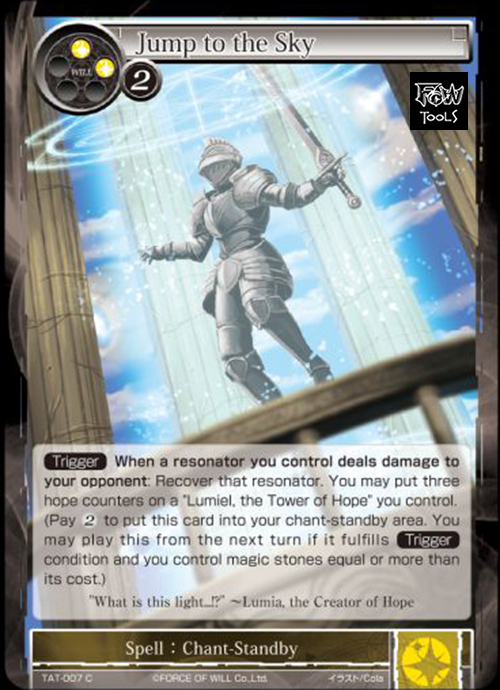 Jump to the Sky
WILL
2
FOW
TOOLS
Trigger When a resonator you control deals damage to
your opponent: Recover that resonator. You may put three
hope counters on a "Lumiel, the Tower of Hope" you control.
(Pay 2 to put this card into your chant-standby area. You
may play this from the next turn if it fulfills Trigger
condition and you control magic stones equal or more than
its cost.)
"What is this light...!?" ~Lumia, the Creator of Hope
Spell : Chant-Standby
TAT-007 C ©FORCE OF WILL Co.,Ltd. イラスト/Cola